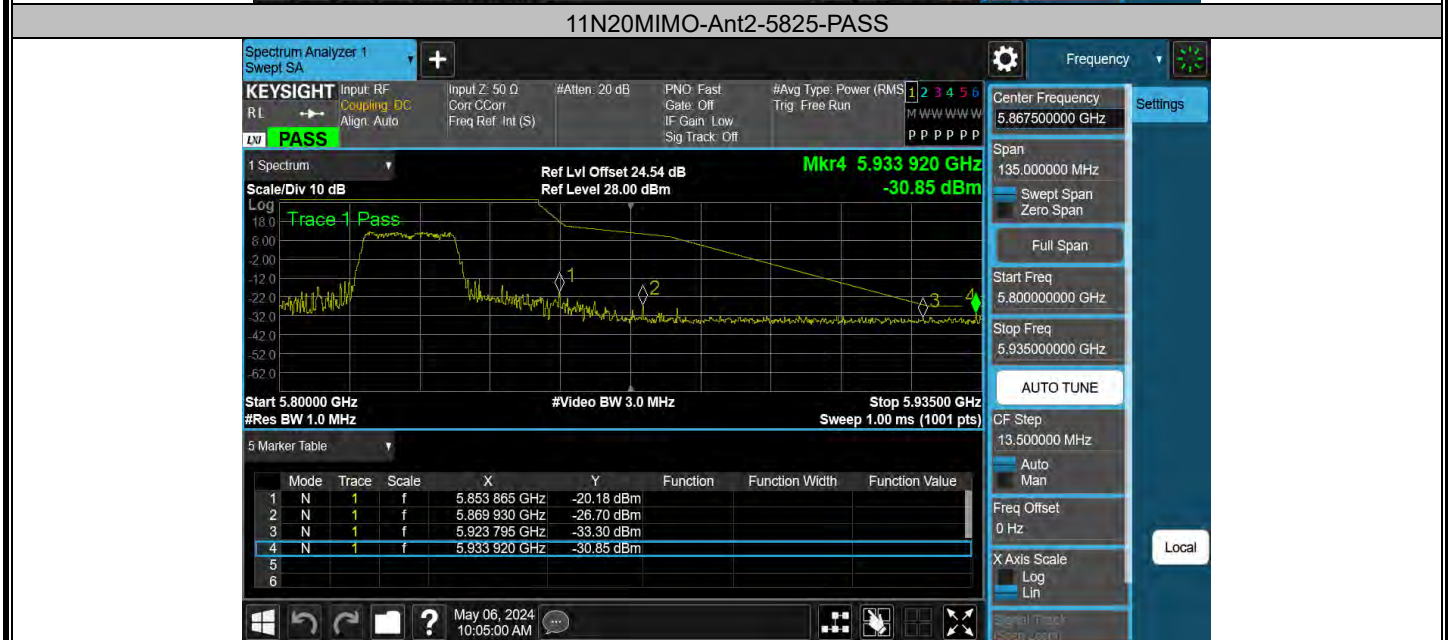 11N20MIMO-Ant2-5825-PASS
Spectrum Analyzer 1
Swept SA
Frequency
KEYSIGHT
Input: RF
Input Z: 50 Ω
#Atten: 20 dB
PNO: Fast
#Avg Type: Power (RMS
1 2 3 4 5 6
RL
Coupling: DC
Corr CCorr
Gate: Off
Trig: Free Run
M W W W W W
Align: Auto
Freq Ref: Int (S)
IF Gain: Low
LXI
PASS
Sig Track: Off
P P P P P P
Center Frequency
5.867500000 GHz
Settings
1 Spectrum
Ref Lvl Offset 24.54 dB
Mkr4 5.933 920 GHz
Scale/Div 10 dB
Ref Level 28.00 dBm
-30.85 dBm
Log
Trace 1 Pass
18.0
8.00
-2.00
-12.0
-22.0
-32.0
-42.0
-52.0
-62.0
1
2
3
4
Start 5.80000 GHz
#Video BW 3.0 MHz
Stop 5.93500 GHz
#Res BW 1.0 MHz
Sweep 1.00 ms (1001 pts)
Span
135.000000 MHz
Swept Span
Zero Span
Full Span
Start Freq
5.800000000 GHz
Stop Freq
5.935000000 GHz
AUTO TUNE
CF Step
13.500000 MHz
Auto
Man
Freq Offset
0 Hz
X Axis Scale
Log
Lin
Signal Track
Local
5 Marker Table
Mode Trace Scale X Y Function Function Width Function Value
1 N 1 f 5.853 865 GHz -20.18 dBm
2 N 1 f 5.869 930 GHz -26.70 dBm
3 N 1 f 5.923 795 GHz -33.30 dBm
4 N 1 f 5.933 920 GHz -30.85 dBm
5
6
?
May 06, 2024
10:05:00 AM